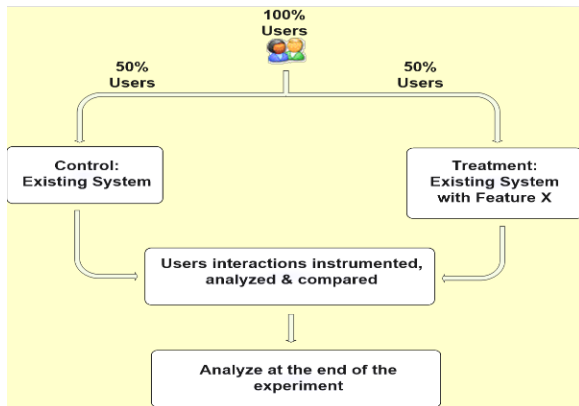 100%
Users
50%
Users
50%
Users
Control:
Existing System
Treatment:
Existing System
with Feature X
Users interactions instrumented,
analyzed & compared
Analyze at the end of the
experiment